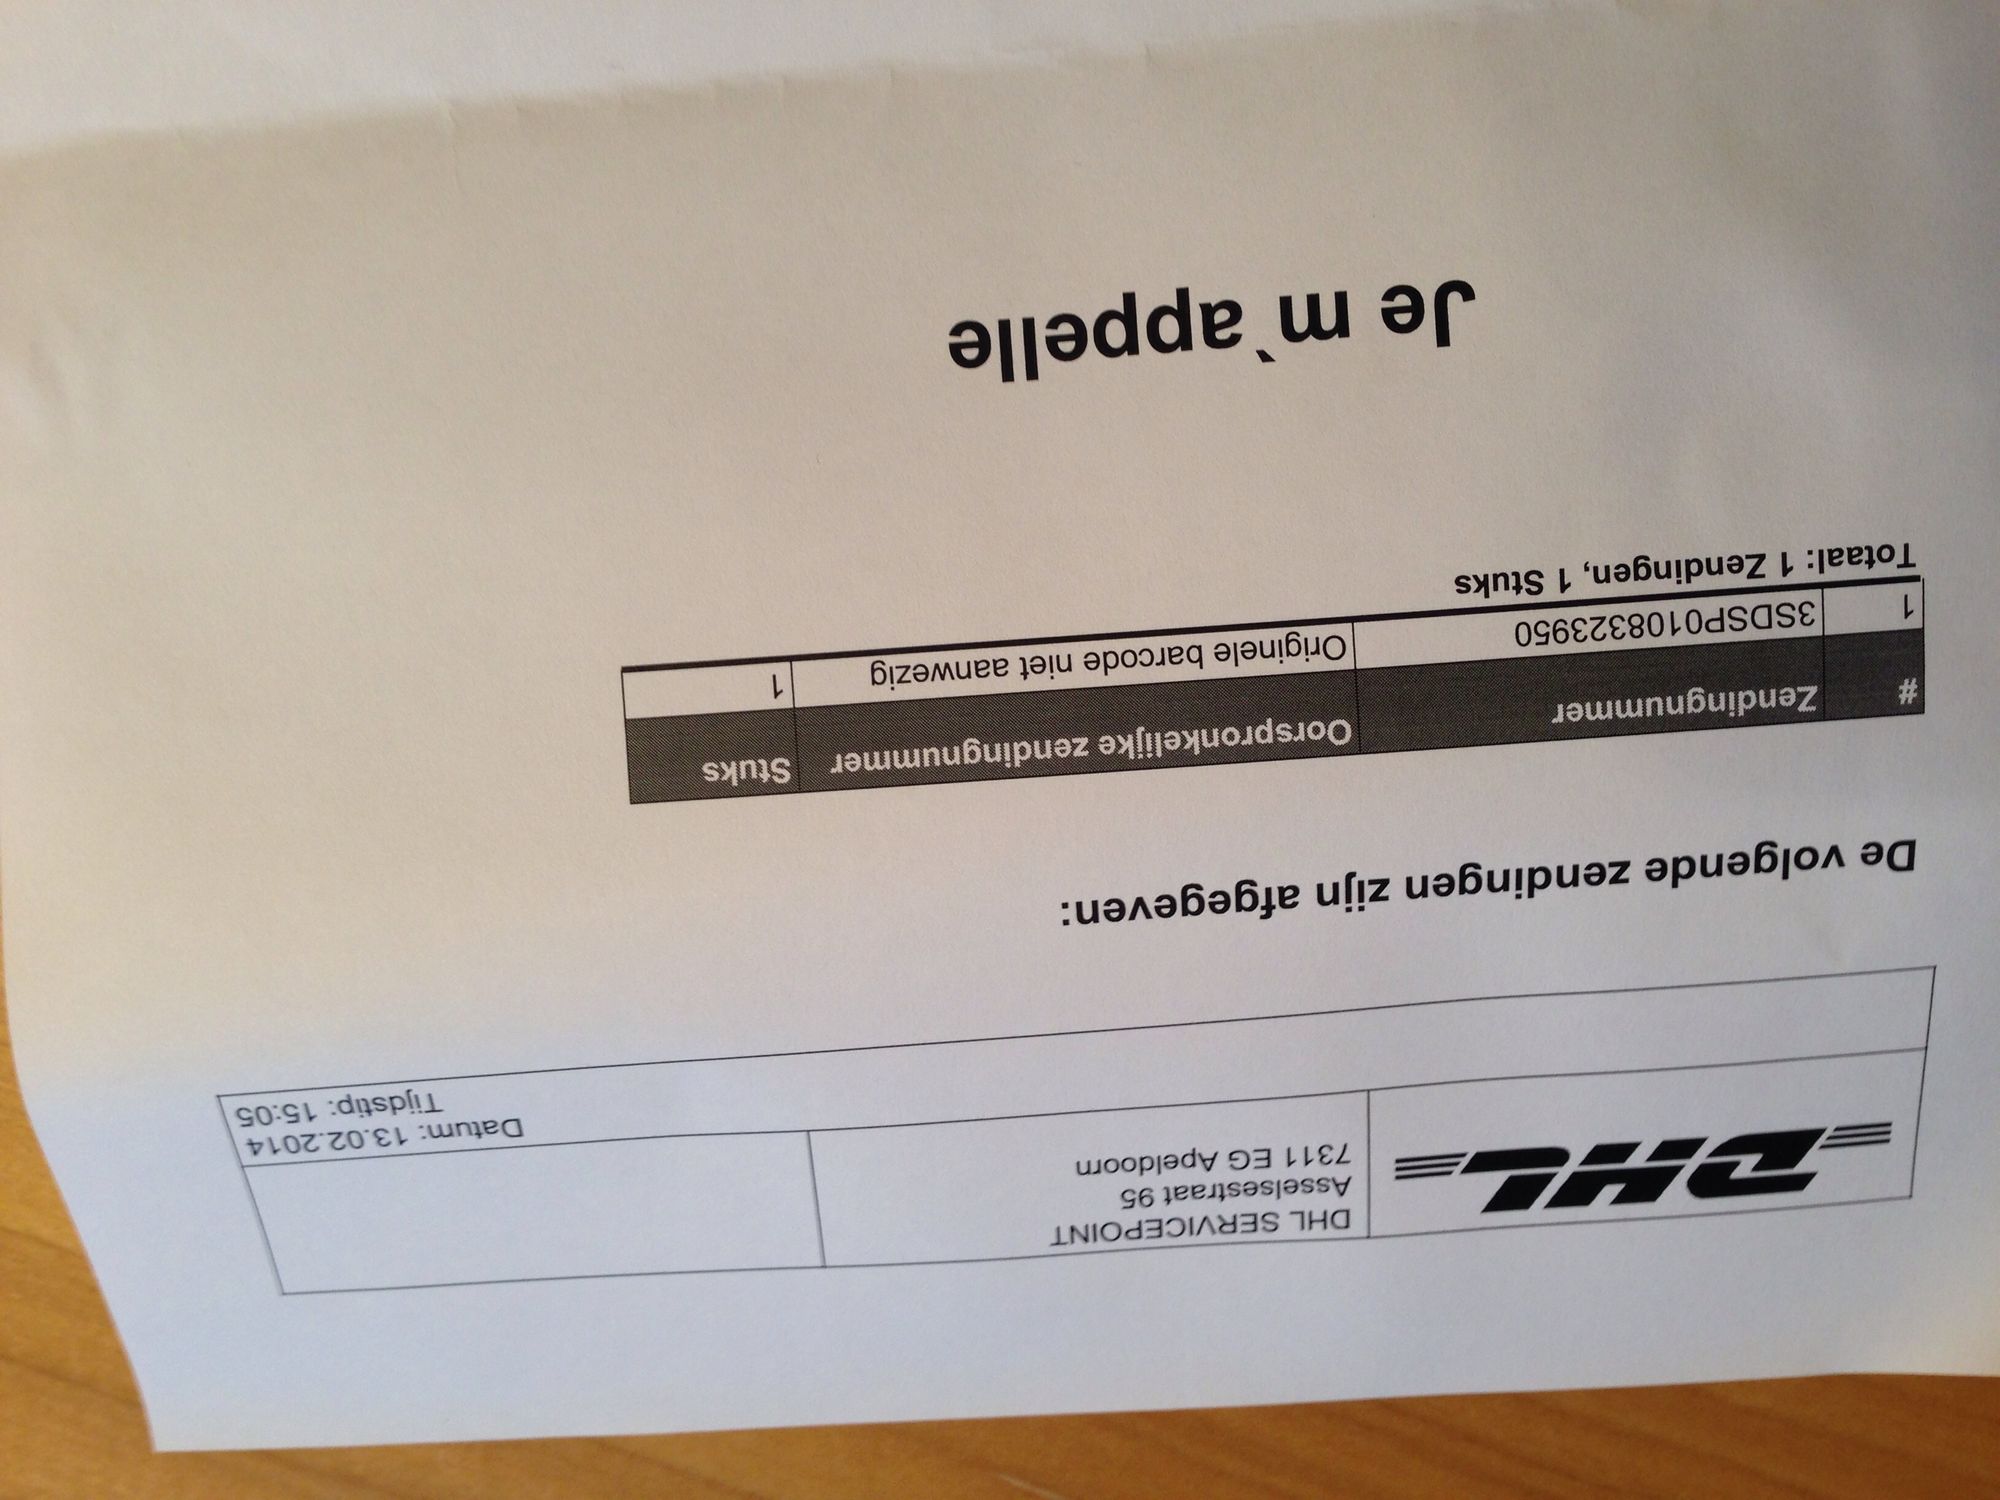 DHL
DHL SERVICEPOINT
Asselsestraat 95
7311 EG Apeldoorn
Datum: 13.02.2014
Tijdstip: 15:05
De volgende zendingen zijn afgegeven:
# Zendingnummer Oorspronkelijke zendingnummer Stuks
1 3SDSP0108323950 Originele barcode niet aanwezig 1
Totaal: 1 Zendingen, 1 Stuks
Je m`appelle